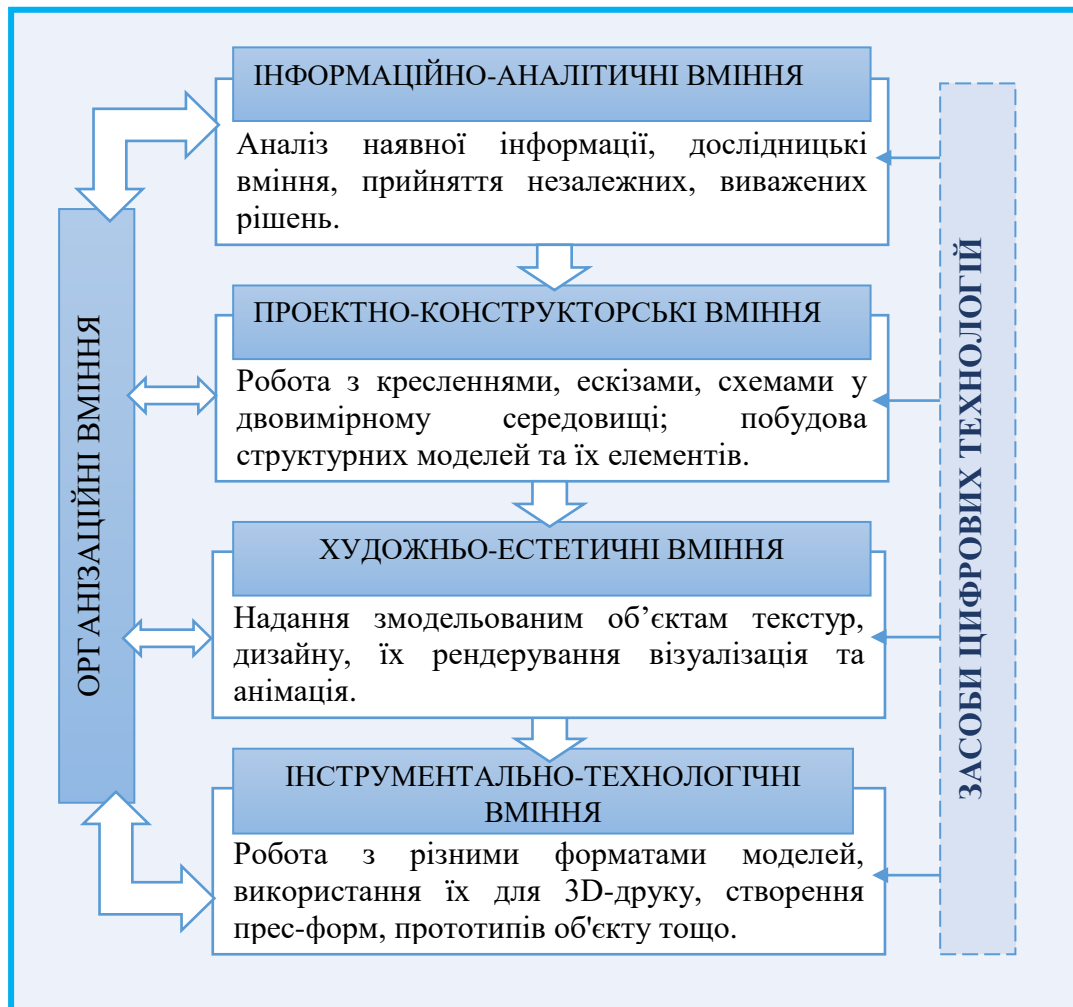 ІНФОРМАЦІЙНО-АНАЛІТИЧНІ ВМІННЯ
Аналіз наявної інформації, дослідницькі
вміння, прийняття незалежних, виважених
рішень.
ПРОЕКТНО-КОНСТРУКТОРСЬКІ ВМІННЯ
Робота з кресленнями, ескізами, схемами у
двовимірному середовищі; побудова
структурних моделей та їх елементів.
ХУДОЖНЬО-ЕСТЕТИЧНІ ВМІННЯ
Надання змодельованим об’єктам текстур,
дизайну, їх рендерування візуалізація та
анімація.
ІНСТРУМЕНТАЛЬНО-ТЕХНОЛОГІЧНІ
ВМІННЯ
Робота з різними форматами моделей,
використання їх для 3D-друку, створення
прес-форм, прототипів об'єкту тощо.
ОРГАНІЗАЦІЙНІ ВМІННЯ
ЗАСОБИ ЦИФРОВИХ ТЕХНОЛОГІЙ